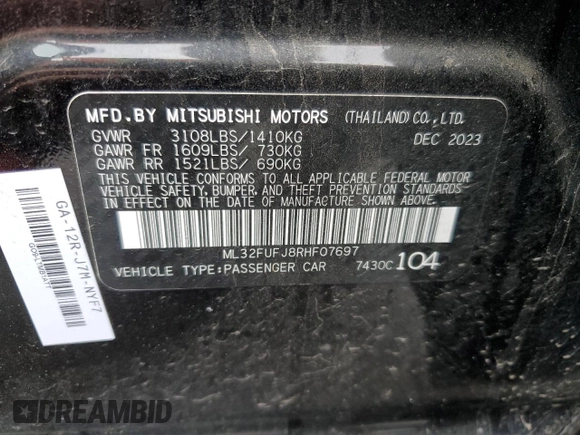 MFD.BY MITSUBISHI MOTORS (THAILAND) CO., LTD.
GVWR 3108LBS/1410KG DEC 2023
GAWR FR 1609LBS/ 730KG
GAWR RR 1521LBS/ 690KG
THIS VEHICLE CONFORMS TO ALL APPLICABLE FEDERAL MOTOR
VEHICLE SAFETY, BUMPER, AND THEFT PREVENTION STANDARDS
IN EFFECT ON THE DATE OF MANUFACTURE SHOWN ABOVE.
ML32FUFJ8RHF07697
VEHICLE TYPE:PASSENGER CAR 7430C 104
GA-12R-J7M-NYF7
DREAMBID